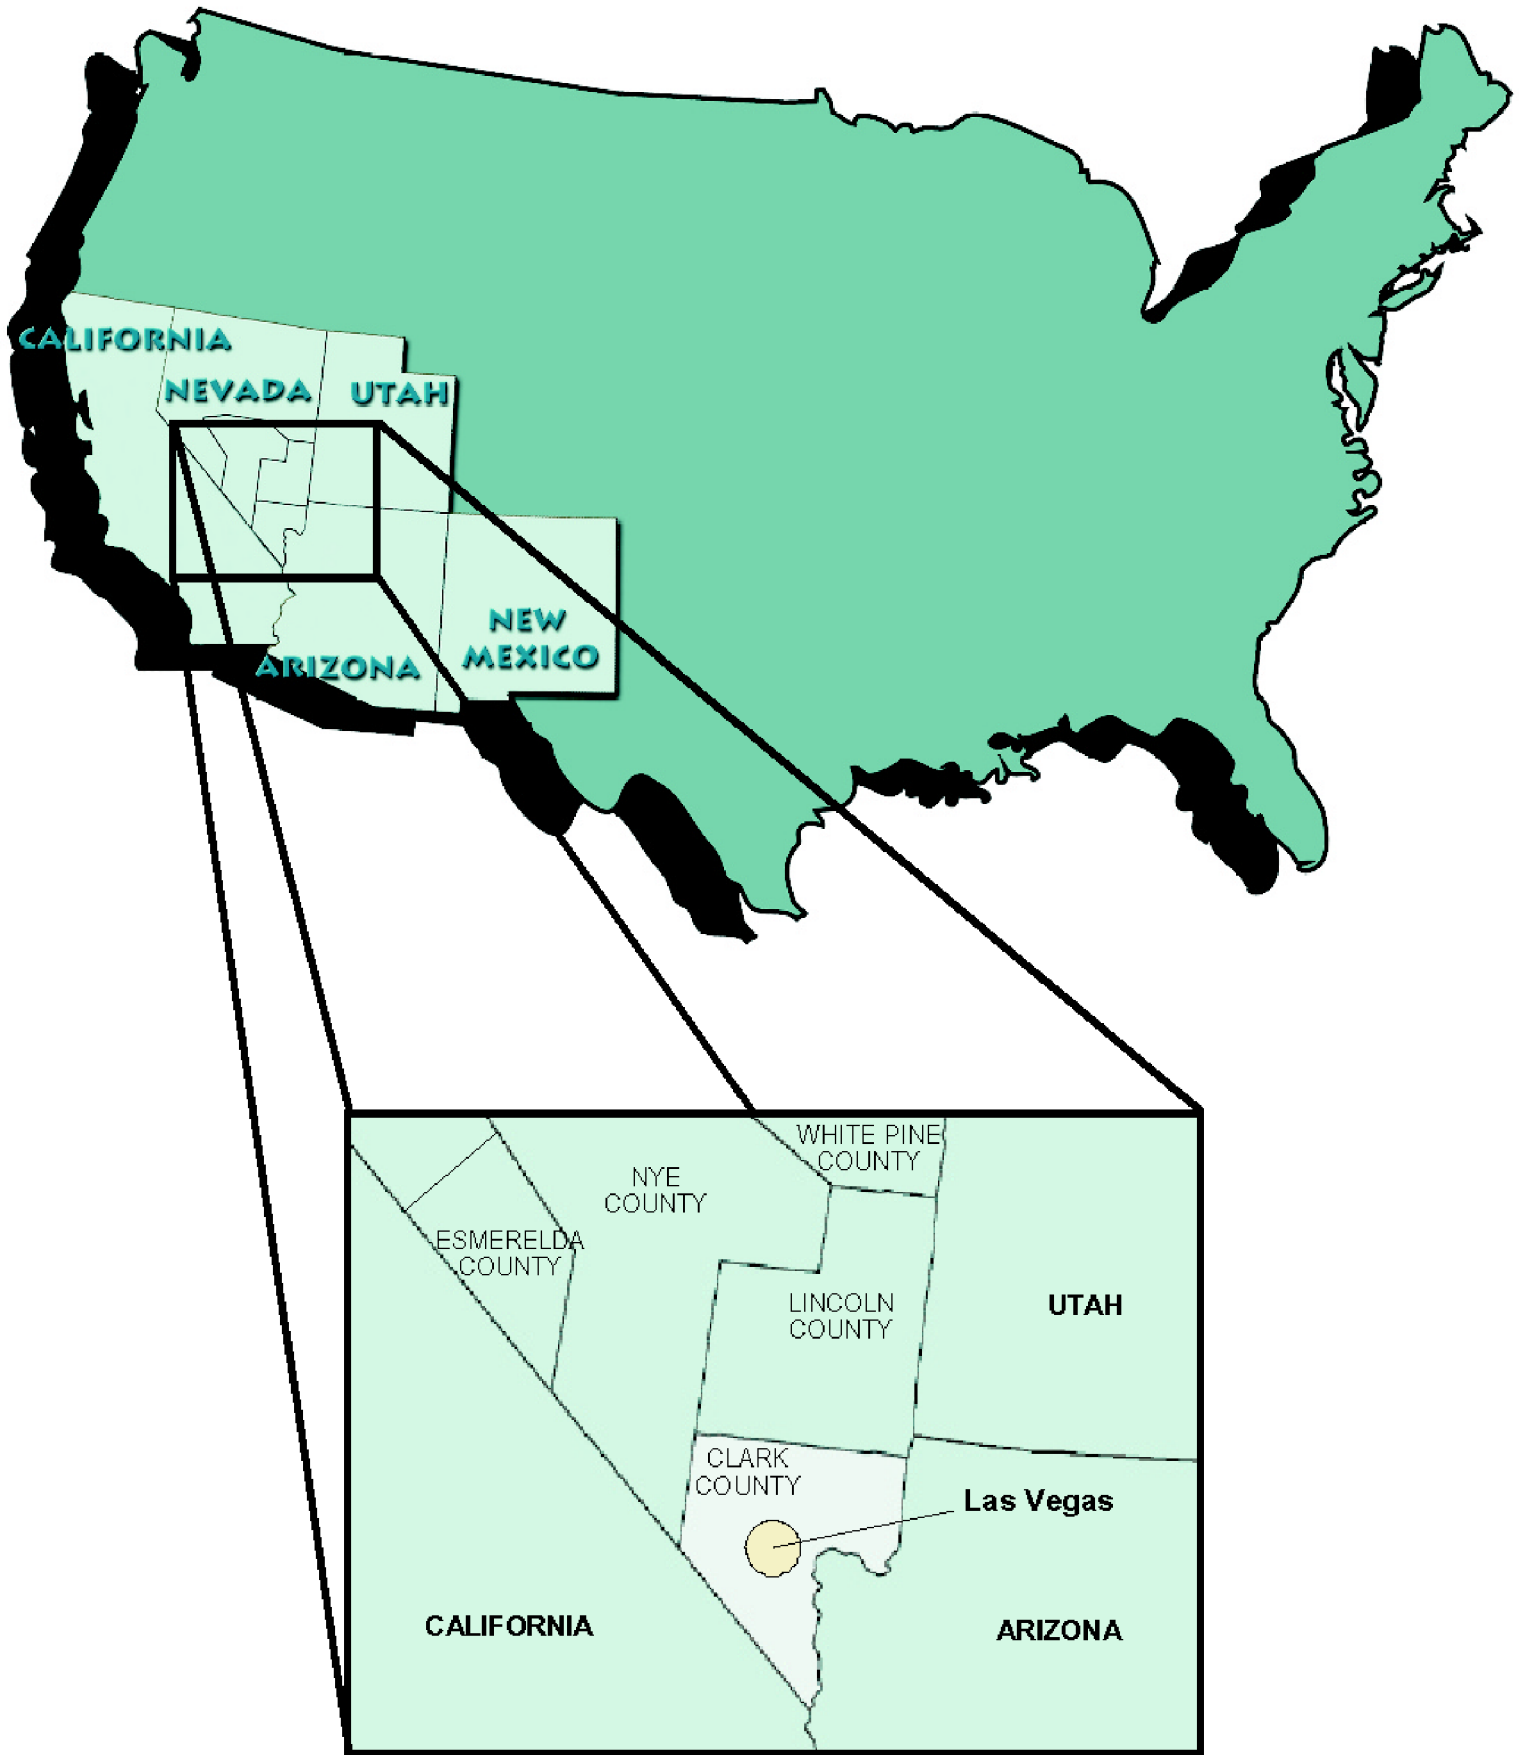 CALIFORNIA
NEVADA
UTAH
NEW
MEXICO
ARIZONA
WHITE PINE
COUNTY
NYE
COUNTY
ESMERELDA
COUNTY
LINCOLN
COUNTY
UTAH
CLARK
COUNTY
Las Vegas
CALIFORNIA
ARIZONA